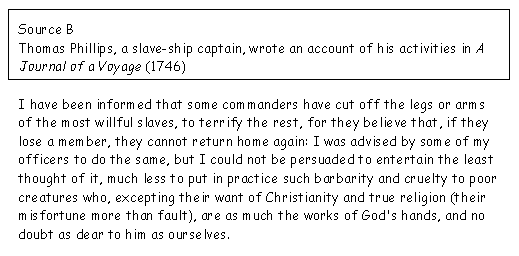 Source B
Thomas Phillips, a slave-ship captain, wrote an account of his activities in A
Journal of a Voyage (1746)
I have been informed that some commanders have cut off the legs or arms
of the most willful slaves, to terrify the rest, for they believe that, if they
lose a member, they cannot return home again: I was advised by some of my
officers to do the same, but I could not be persuaded to entertain the least
thought of it, much less to put in practice such barbarity and cruelty to poor
creatures who, excepting their want of Christianity and true religion (their
misfortune more than fault), are as much the works of God's hands, and no
doubt as dear to him as ourselves.